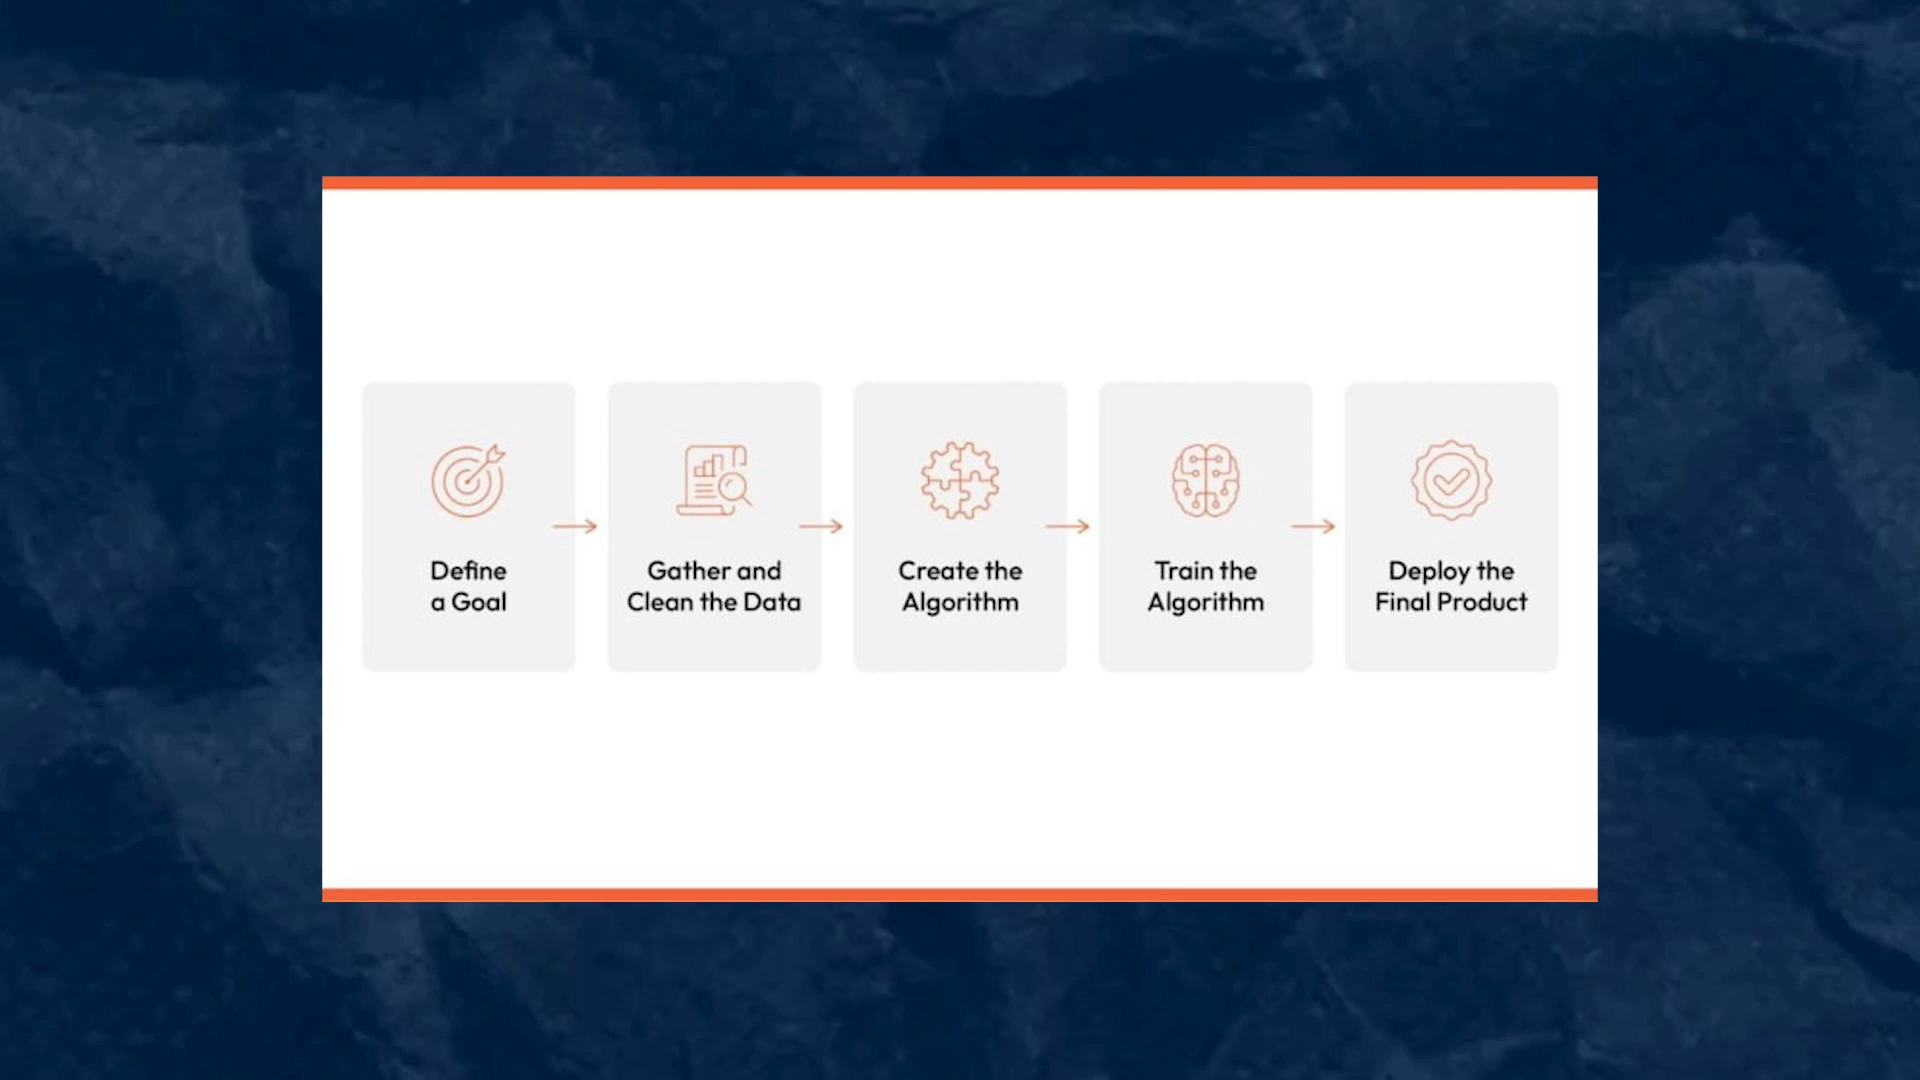 Define
a Goal
Gather and
Clean the Data
Create the
Algorithm
Train the
Algorithm
Deploy the
Final Product